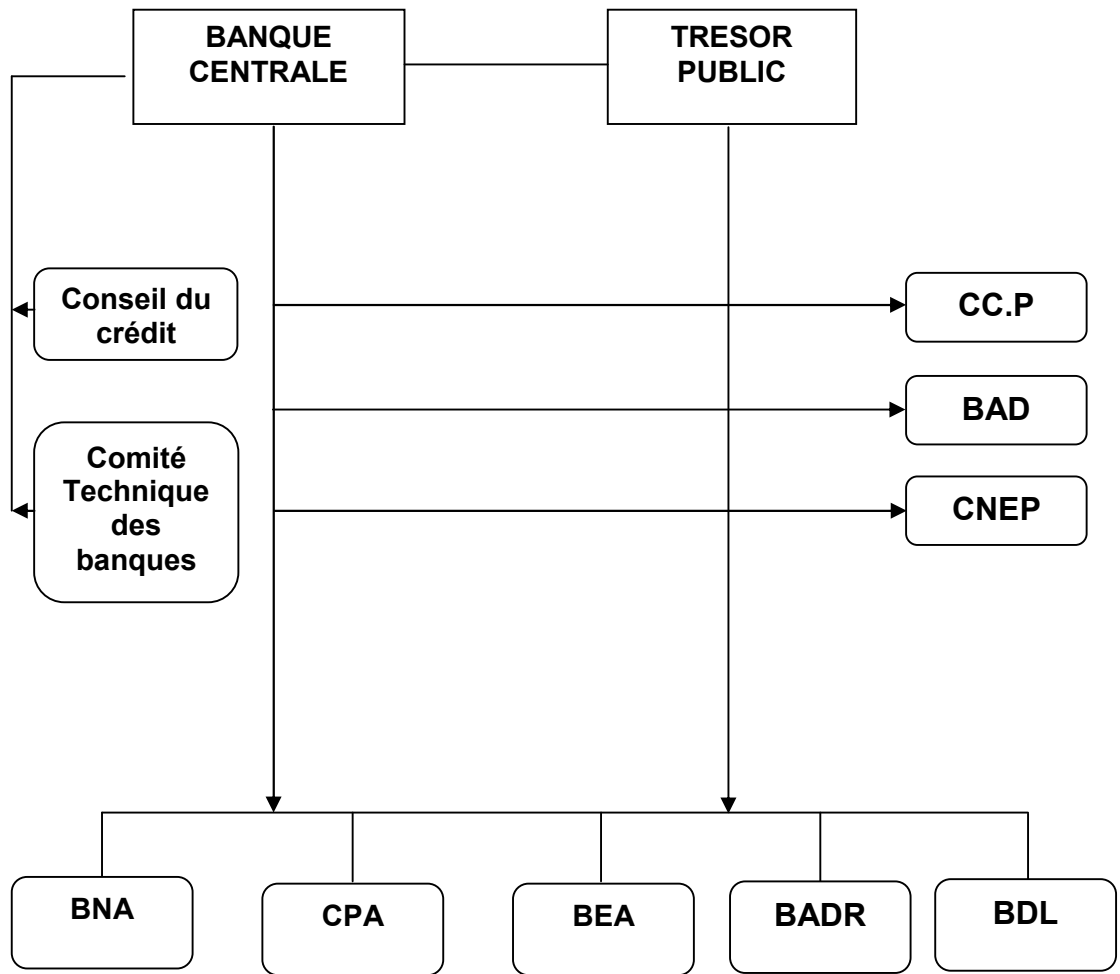 BANQUE
CENTRALE
TRESOR
PUBLIC
Conseil du
crédit
CC.P
BAD
Comité
Technique
des
banques
CNEP
BNA
CPA
BEA
BADR
BDL